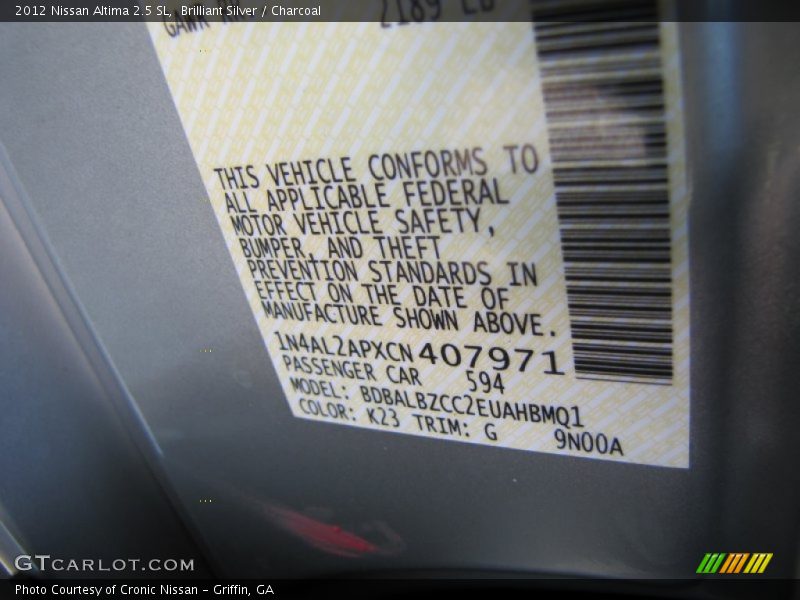 2012 Nissan Altima 2.5 SL, Brilliant Silver / Charcoal
THIS VEHICLE CONFORMS TO
ALL APPLICABLE FEDERAL
MOTOR VEHICLE SAFETY,
BUMPER, AND THEFT
PREVENTION STANDARDS IN
EFFECT ON THE DATE OF
MANUFACTURE SHOWN ABOVE.
1N4AL2APXCN407971
PASSENGER CAR 594
MODEL: BDBALBZCC2EUAHBMQ1
COLOR: K23 TRIM: G 9N00A
GTCARLOT.COM
Photo Courtesy of Cronic Nissan - Griffin, GA